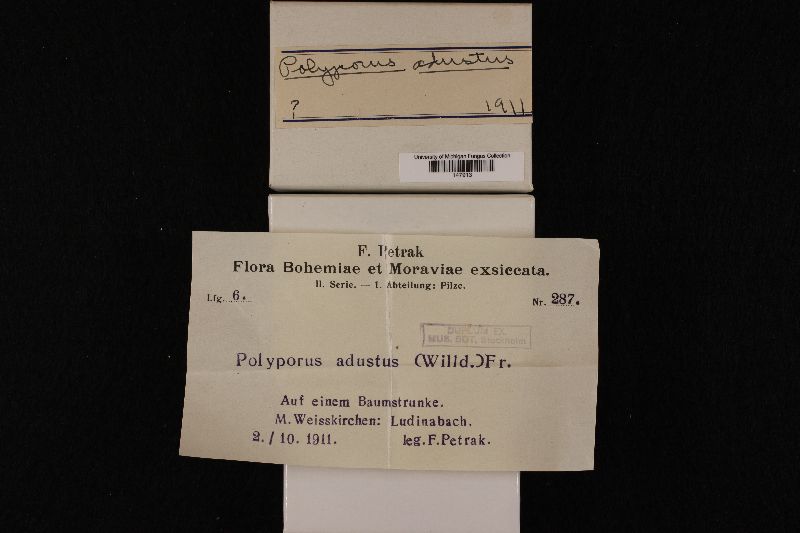 Polyporus adustus
? 1911
University of Michigan Fungus Collection
F. Petrak
Flora Bohemiae et Moraviae exsiccata.
II. Serie. — I. Abteilung: Pilze.
Lfg. 6. Nr. 287.
DUPLUM EX
MUS. BOT. Stockholm
Polyporus adustus (Willd.) Fr.
Auf einem Baumstrunke.
M. Weisskirchen: Ludinabach.
2./10. 1911. leg. F. Petrak.